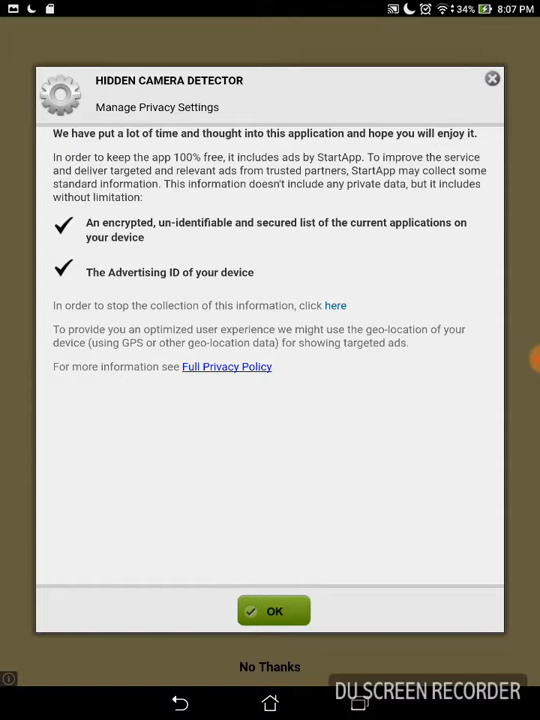 34% 8:07 PM
HIDDEN CAMERA DETECTOR
Manage Privacy Settings
We have put a lot of time and thought into this application and hope you will enjoy it.
In order to keep the app 100% free, it includes ads by StartApp. To improve the service
and deliver targeted and relevant ads from trusted partners, StartApp may collect some
standard information. This information doesn't include any private data, but it includes
without limitation:
An encrypted, un-identifiable and secured list of the current applications on
your device
The Advertising ID of your device
In order to stop the collection of this information, click here
To provide you an optimized user experience we might use the geo-location of your
device (using GPS or other geo-location data) for showing targeted ads.
For more information see Full Privacy Policy
OK
No Thanks
DU SCREEN RECORDER